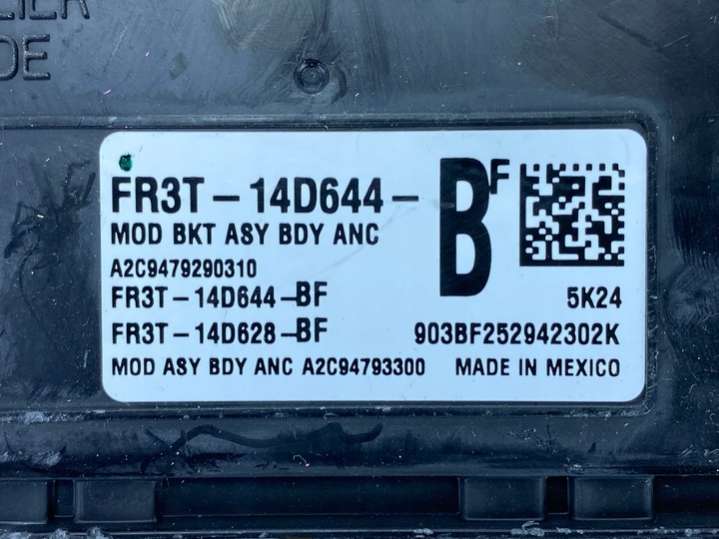 DE
FR3T-14D644-BF
MOD BKT ASY BDY ANC
A2C9479290310
FR3T-14D644-BF
5K24
FR3T-14D628-BF
903BF252942302K
MOD ASY BDY ANC A2C94793300
MADE IN MEXICO